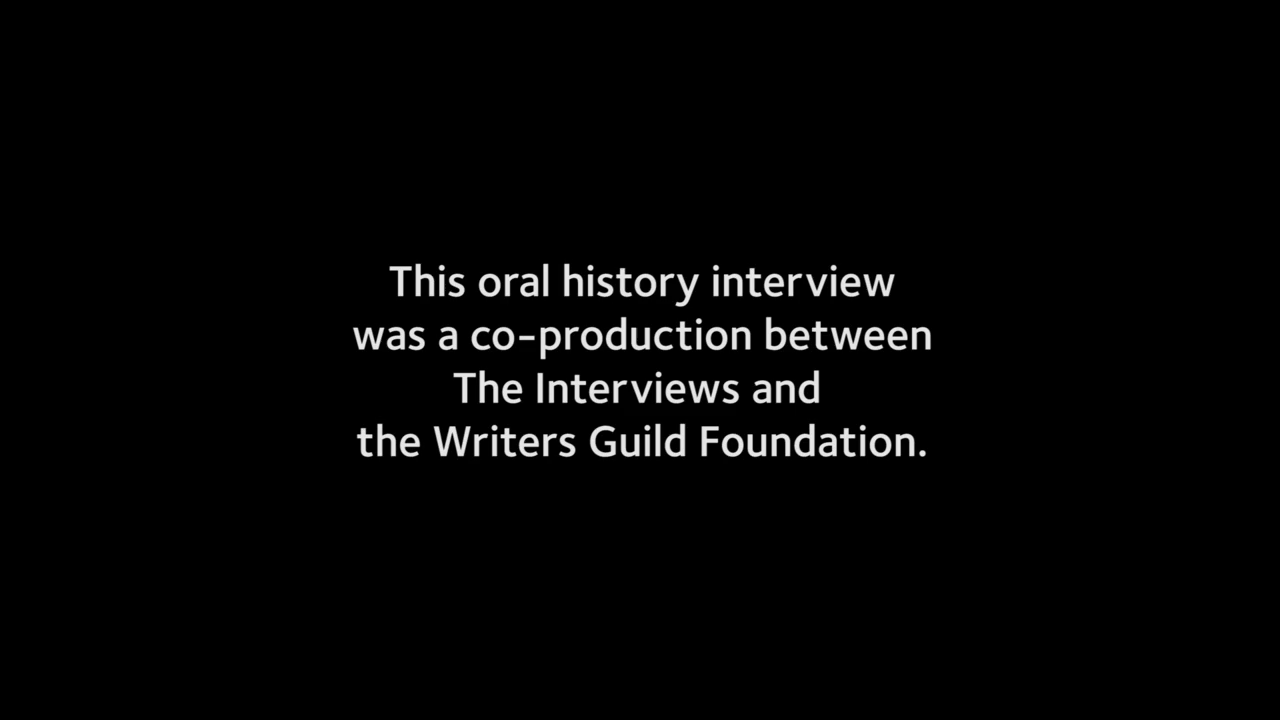 This oral history interview
was a co-production between
The Interviews and
the Writers Guild Foundation.